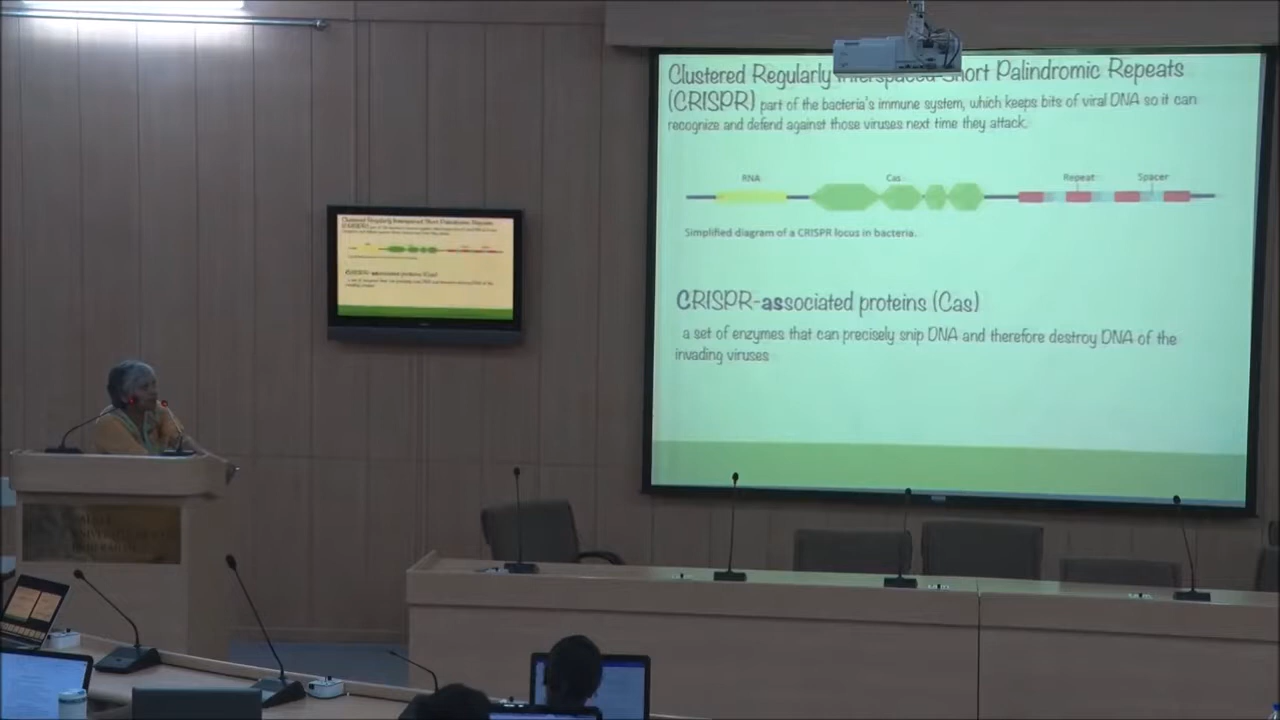 Clustered Regularly Interspaced Short Palindromic Repeats
(CRISPR) part of the bacteria's immune system, which keeps bits of viral DNA so it can
recognize and defend against those viruses next time they attack.
RNA Cas Repeat Spacer
Simplified diagram of a CRISPR locus in bacteria.
CRISPR-associated proteins (Cas)
a set of enzymes that can precisely snip DNA and therefore destroy DNA of the
invading viruses